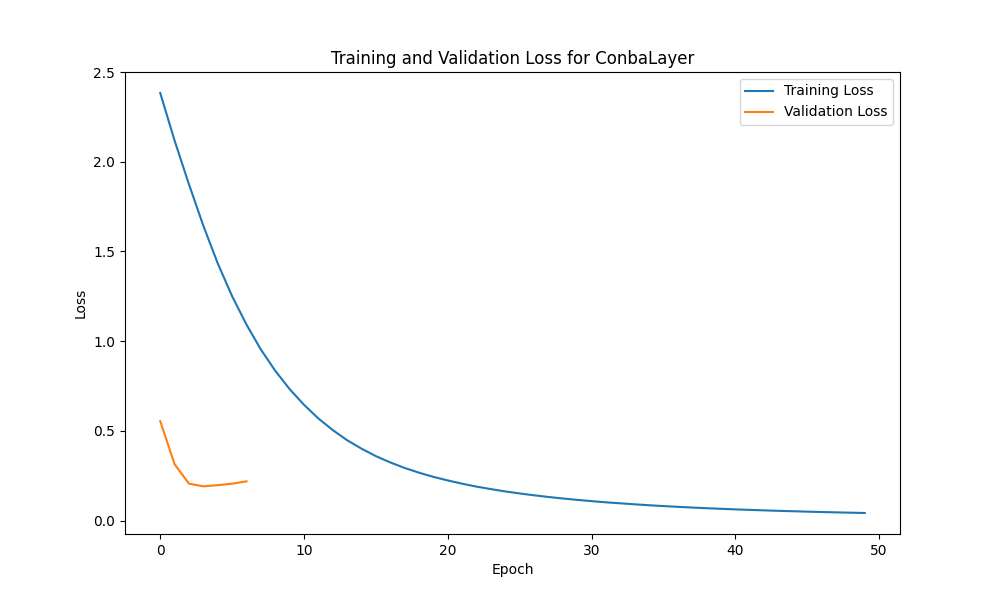 Training and Validation Loss for ConbaLayer
Training Loss
Validation Loss
Loss
2.5
2.0
1.5
1.0
0.5
0.0
0 10 20 30 40 50
Epoch